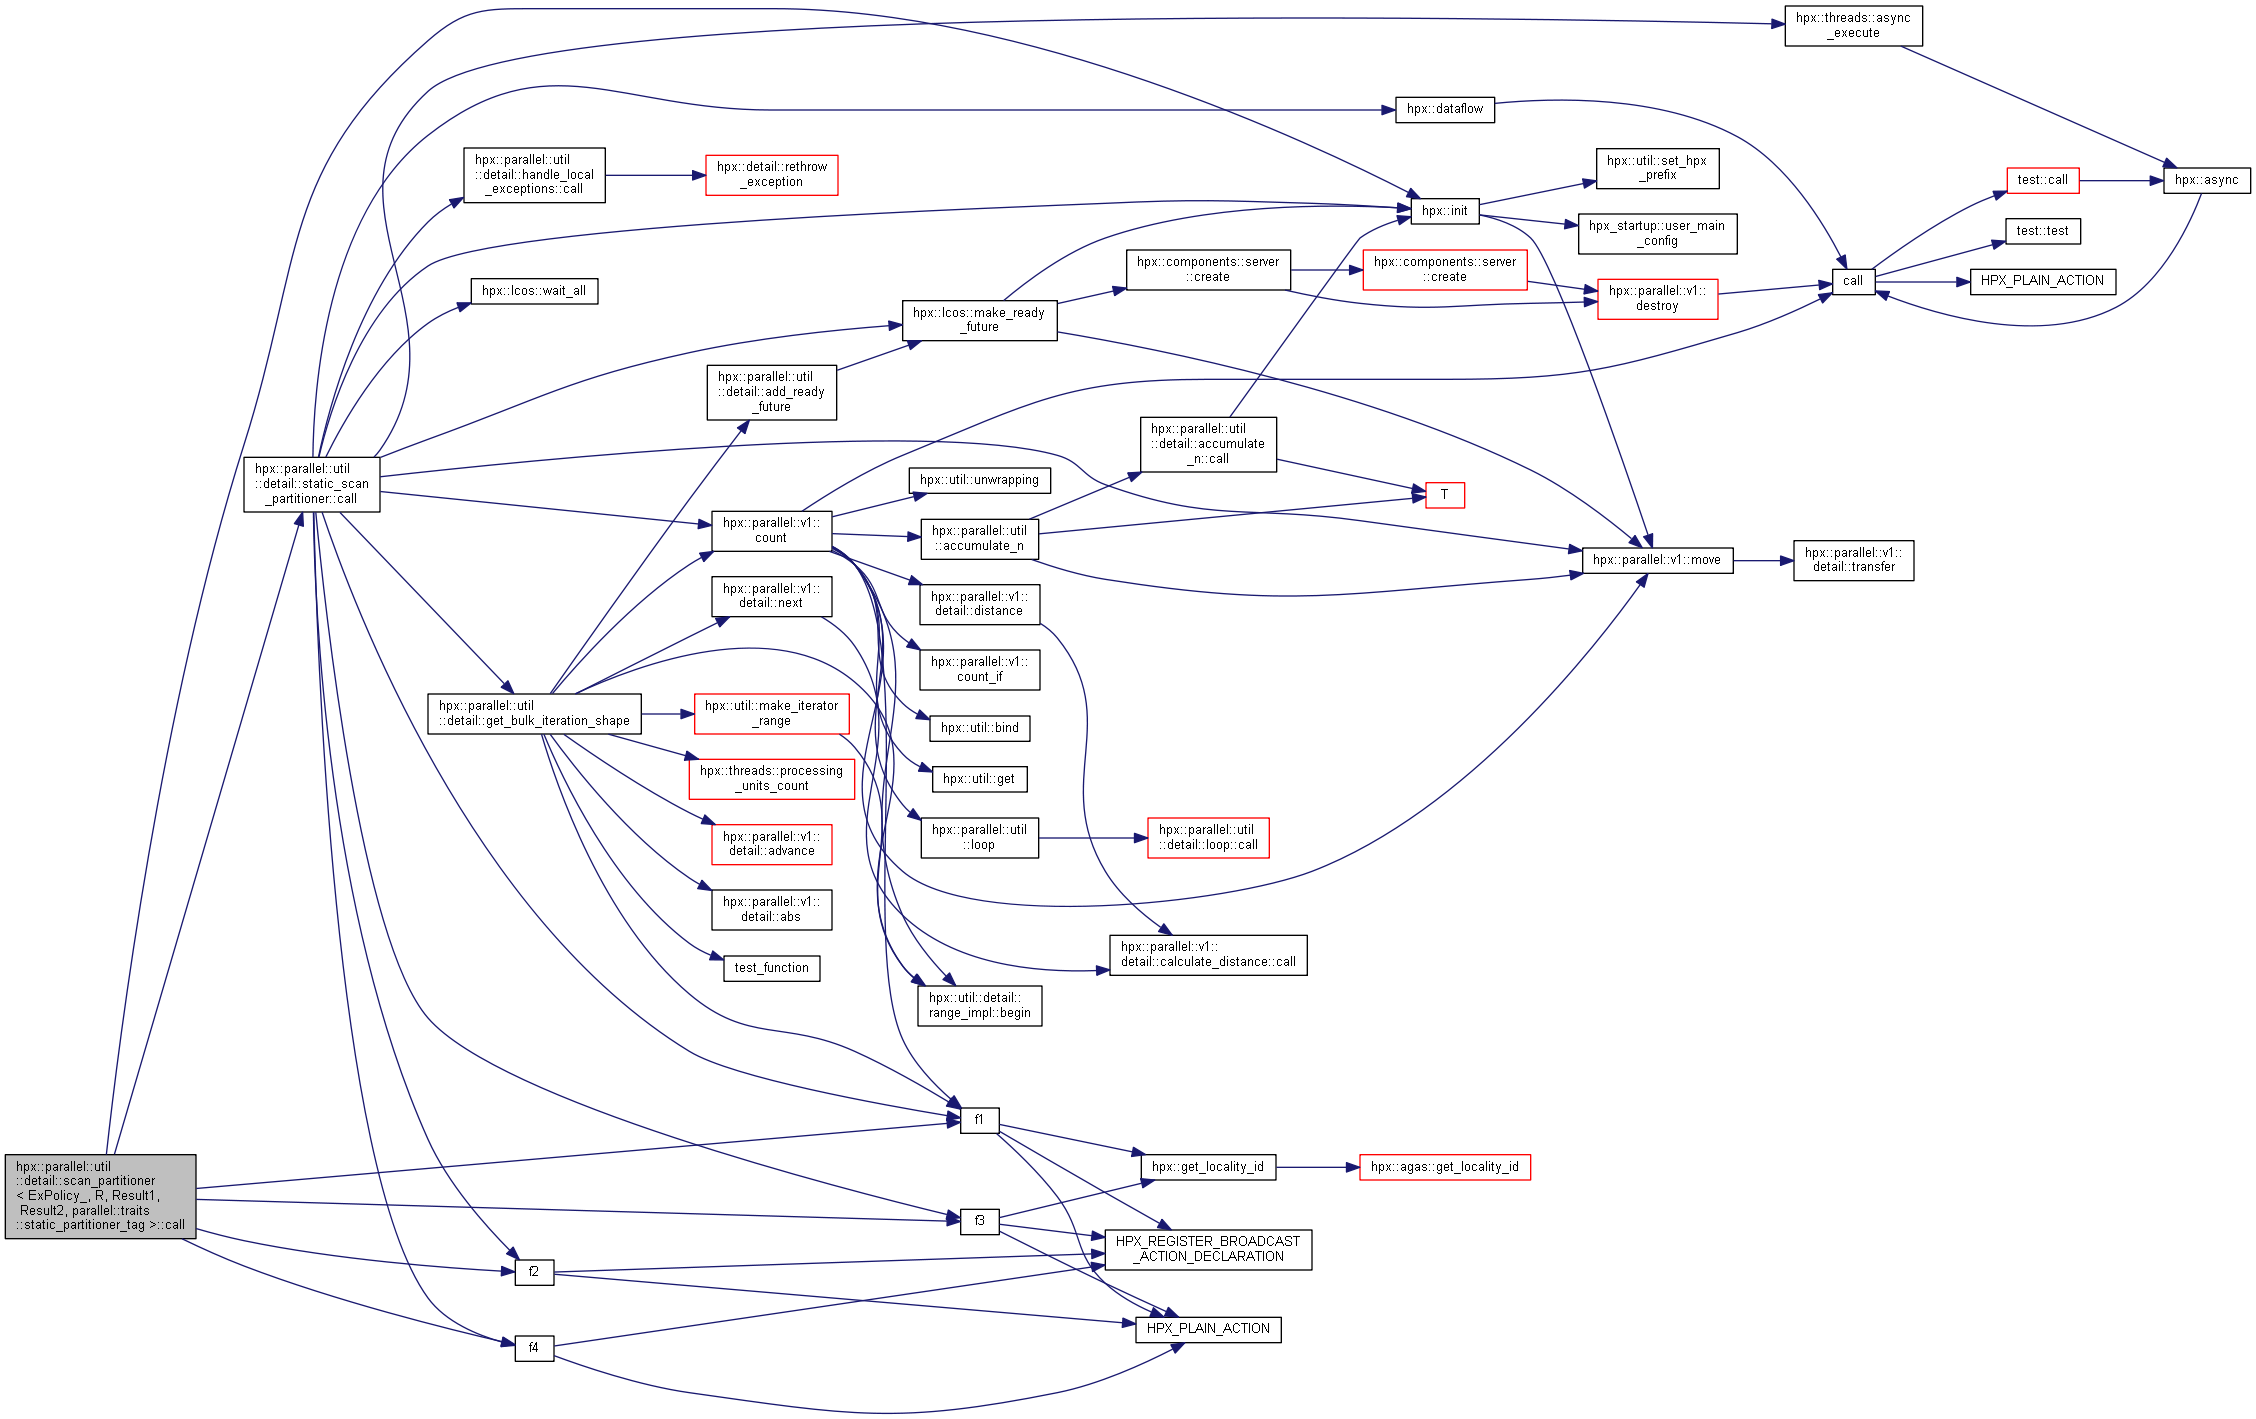 hpx::threads::async
_execute
hpx::dataflow
hpx::parallel::util
::detail::handle_local
_exceptions::call
hpx::detail::rethrow
_exception
hpx::util::set_hpx
_prefix
test::call
hpx::async
hpx::init
hpx_startup::user_main
_config
test::test
hpx::components::server
::create
hpx::components::server
::create
call
HPX_PLAIN_ACTION
hpx::lcos::wait_all
hpx::parallel::v1::
destroy
hpx::lcos::make_ready
_future
hpx::parallel::util
::detail::add_ready
_future
hpx::parallel::util
::detail::accumulate
_n::call
hpx::parallel::util
::detail::static_scan
_partitioner::call
hpx::util::unwrapping
T
hpx::parallel::v1::
count
hpx::parallel::util
::accumulate_n
hpx::parallel::v1::move
hpx::parallel::v1::
detail::transfer
hpx::parallel::v1::
detail::next
hpx::parallel::v1::
detail::distance
hpx::parallel::v1::
count_if
hpx::parallel::util
::detail::get_bulk_iteration_shape
hpx::util::make_iterator
_range
hpx::util::bind
hpx::threads::processing
_units_count
hpx::util::get
hpx::parallel::v1::
detail::advance
hpx::parallel::util
::loop
hpx::parallel::util
::detail::loop::call
hpx::parallel::v1::
detail::abs
hpx::parallel::v1::
detail::calculate_distance::call
test_function
hpx::util::detail::
range_impl::begin
f1
hpx::get_locality_id
hpx::agas::get_locality_id
hpx::parallel::util
::detail::scan_partitioner
< ExPolicy_, R, Result1,
Result2, parallel::traits
::static_partitioner_tag >::call
f3
HPX_REGISTER_BROADCAST
_ACTION_DECLARATION
f2
HPX_PLAIN_ACTION
f4